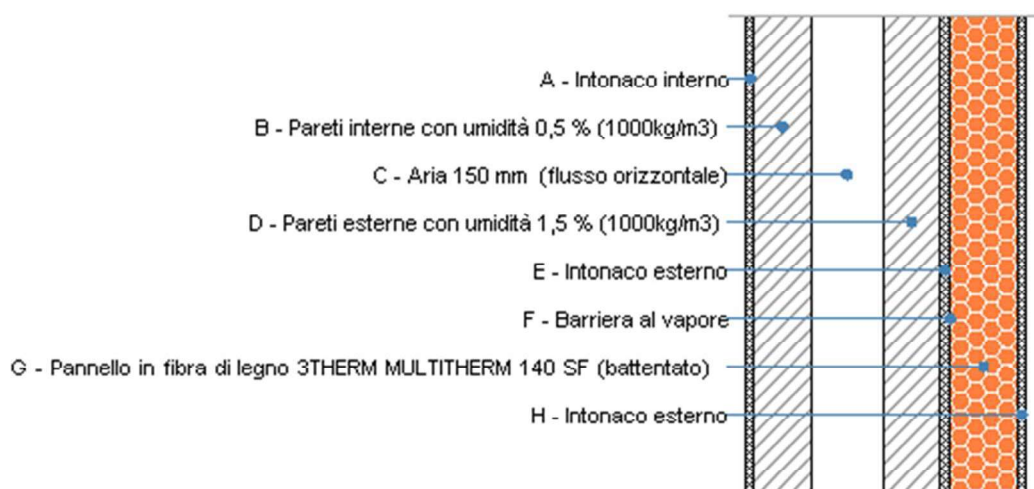 A - Intonaco interno
B - Pareti interne con umidità 0,5 % (1000kg/m3)
C - Aria 150 mm (flusso orizzontale)
D - Pareti esterne con umidità 1,5 % (1000kg/m3)
E - Intonaco esterno
F - Barriera al vapore
G - Pannello in fibra di legno 3THERM MULTITHERM 140 SF (battentato)
H - Intonaco esterno